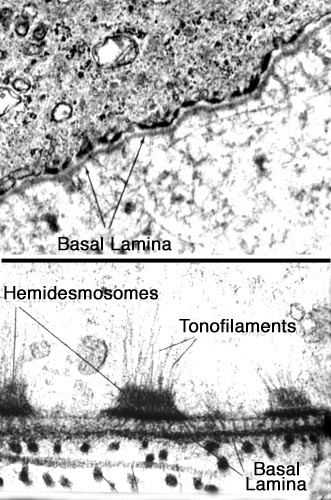 Basal Lamina
Hemidesmosomes
Tonofilaments
Basal
Lamina